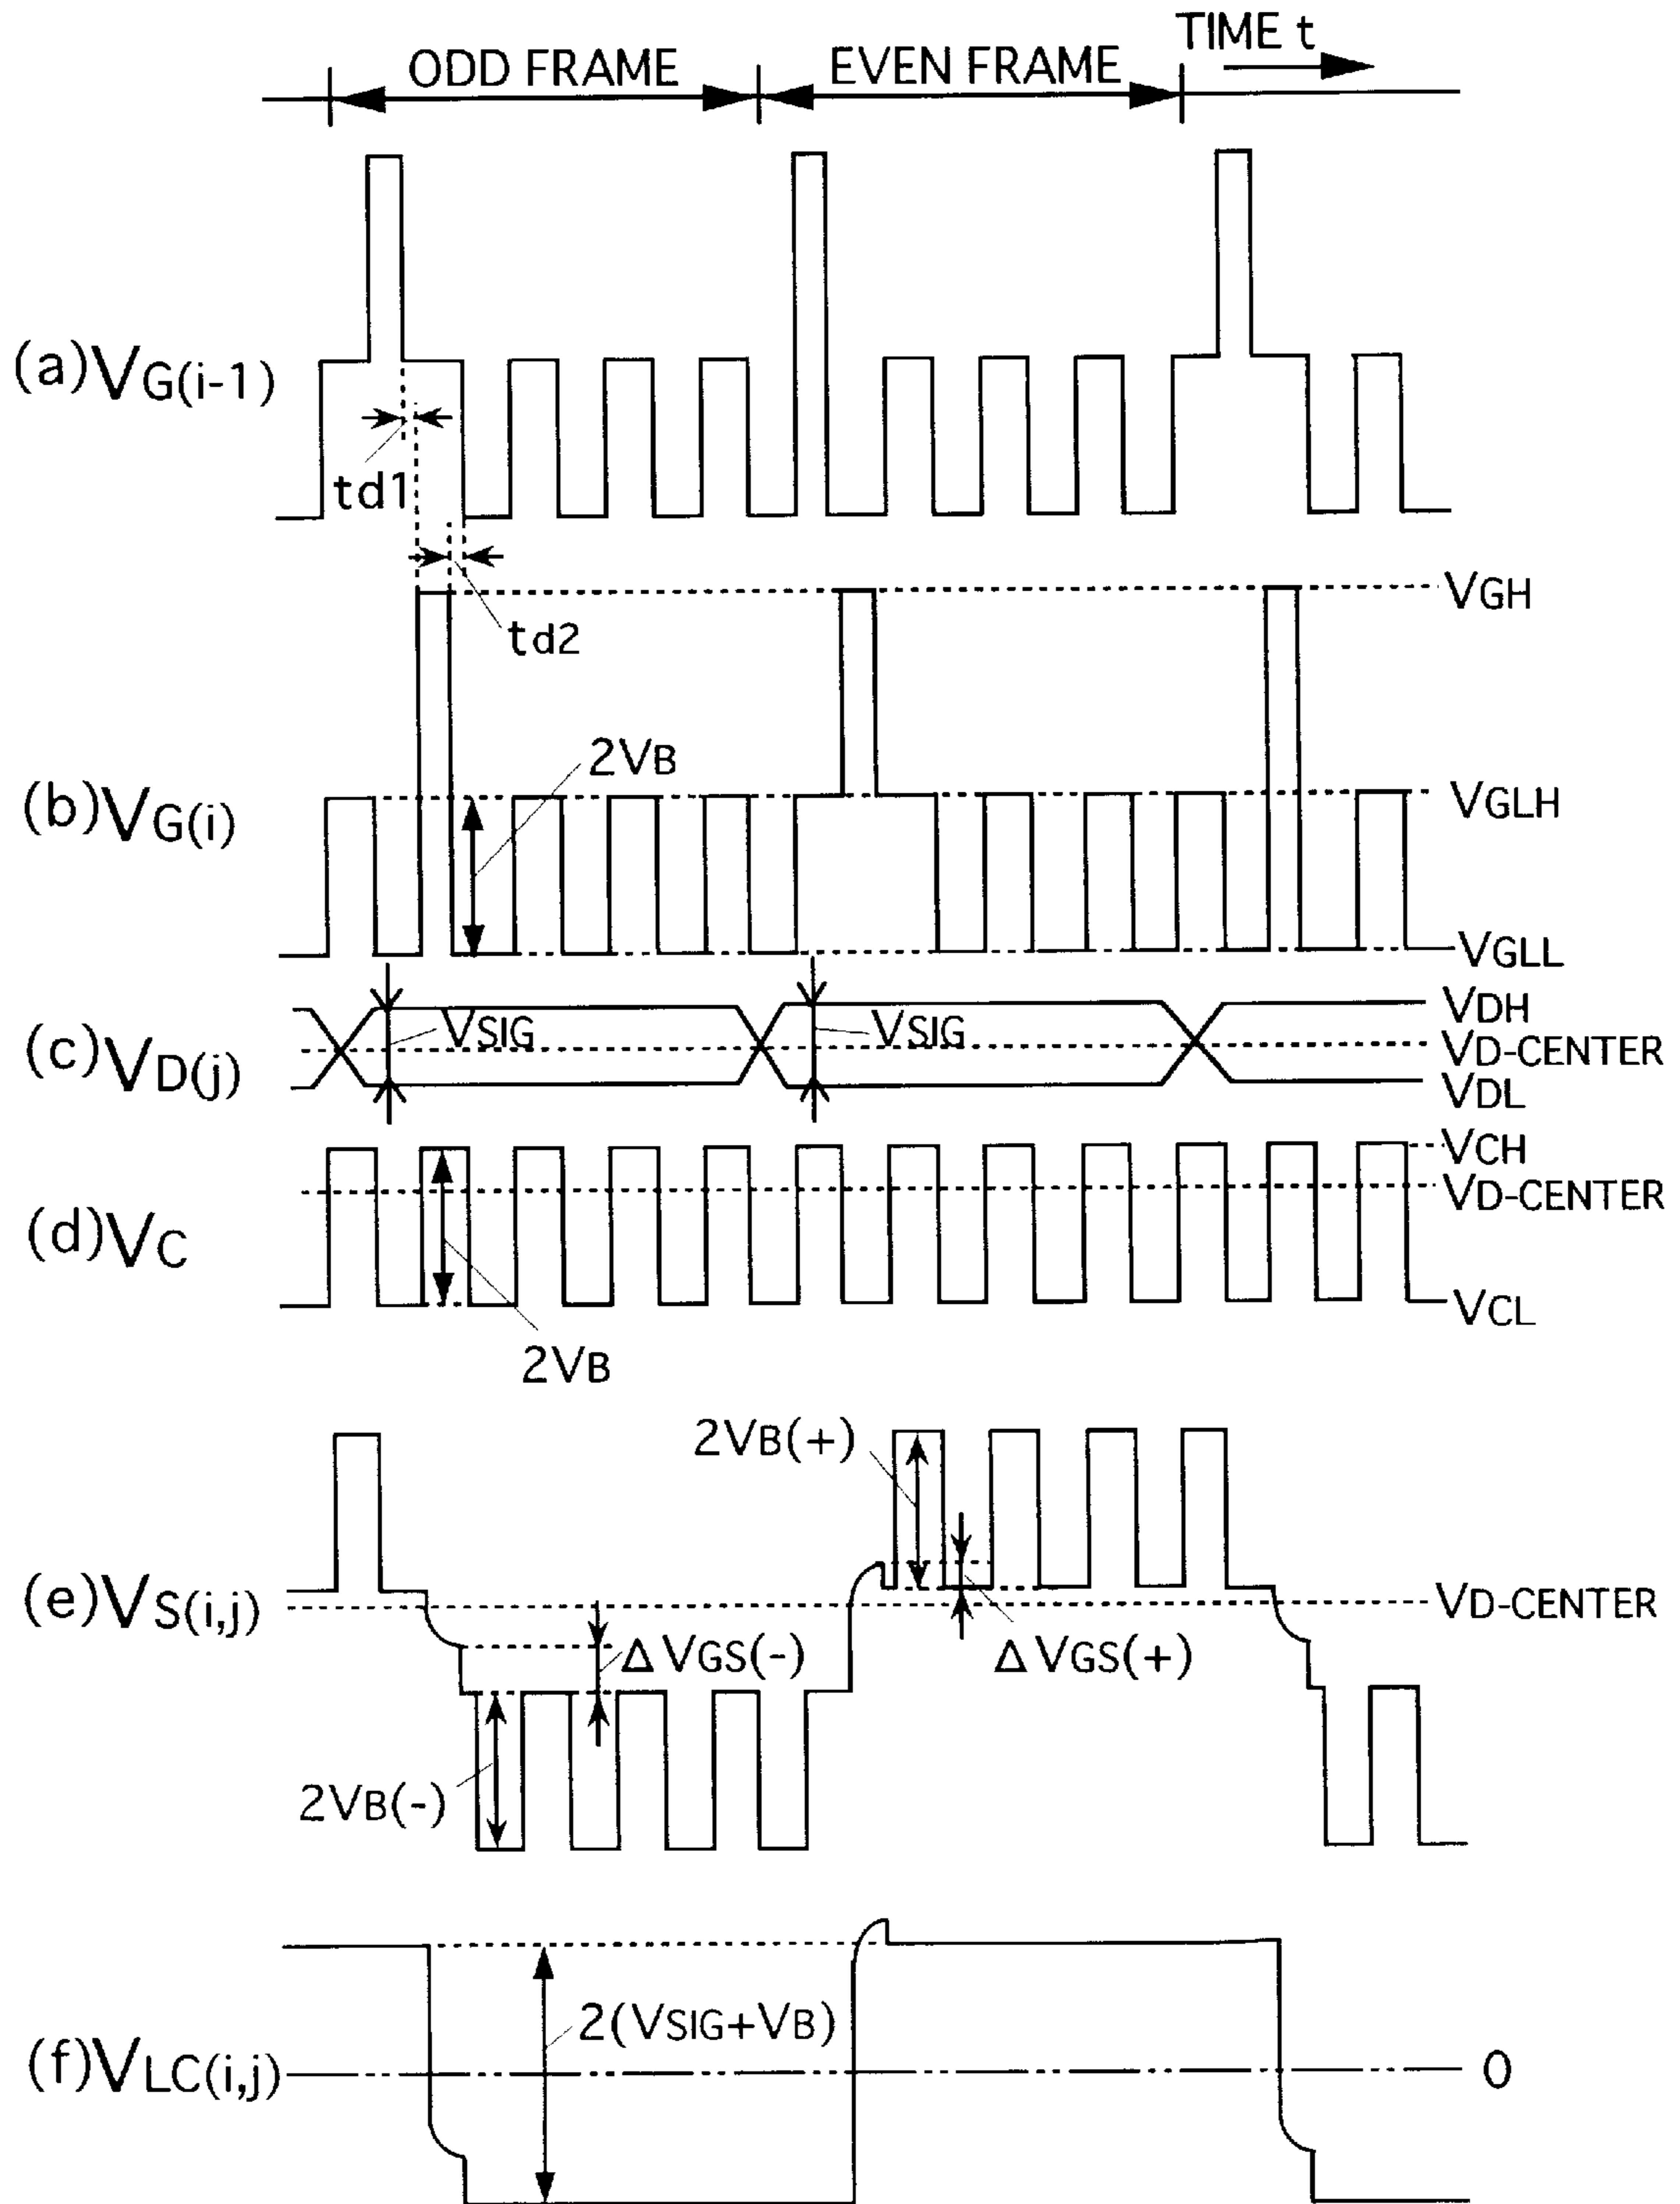 TIME t
ODD FRAME
EVEN FRAME
(a)VG(i-1)
td1
VGH
td2
2VB
(b)VG(i)
VGLH
VGLL
(c)VD(j)
VSIG
VSIG
VDH
VD-CENTER
VDL
VCH
VD-CENTER
(d)VC
VCL
2VB
2VB(+)
(e)VS(i,j)
VD-CENTER
ΔVGS(-)
ΔVGS(+)
2VB(-)
2(VSIG+VB)
(f)VLC(i,j)
0